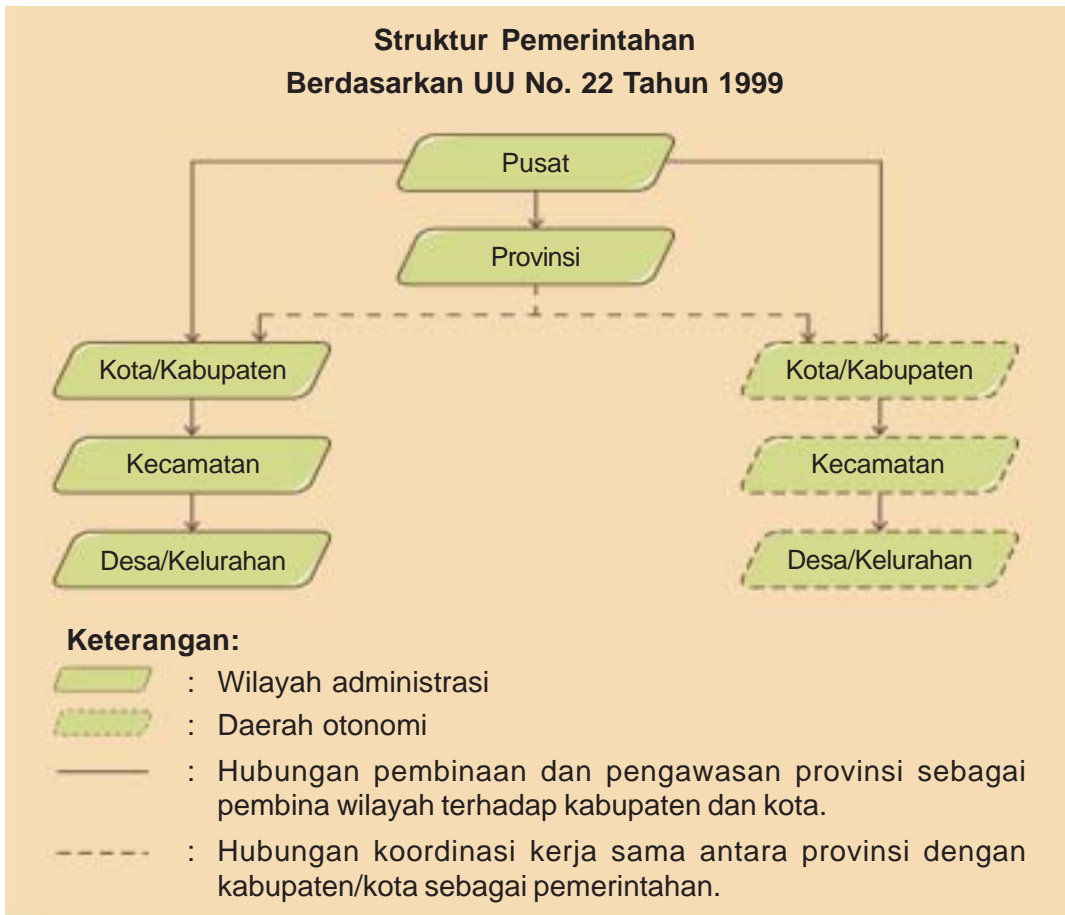 Struktur Pemerintahan
Berdasarkan UU No. 22 Tahun 1999
Pusat
Provinsi
Kota/Kabupaten
Kota/Kabupaten
Kecamatan
Kecamatan
Desa/Kelurahan
Desa/Kelurahan
Keterangan:
: Wilayah administrasi
: Daerah otonomi
: Hubungan pembinaan dan pengawasan provinsi sebagai
pembina wilayah terhadap kabupaten dan kota.
: Hubungan koordinasi kerja sama antara provinsi dengan
kabupaten/kota sebagai pemerintahan.